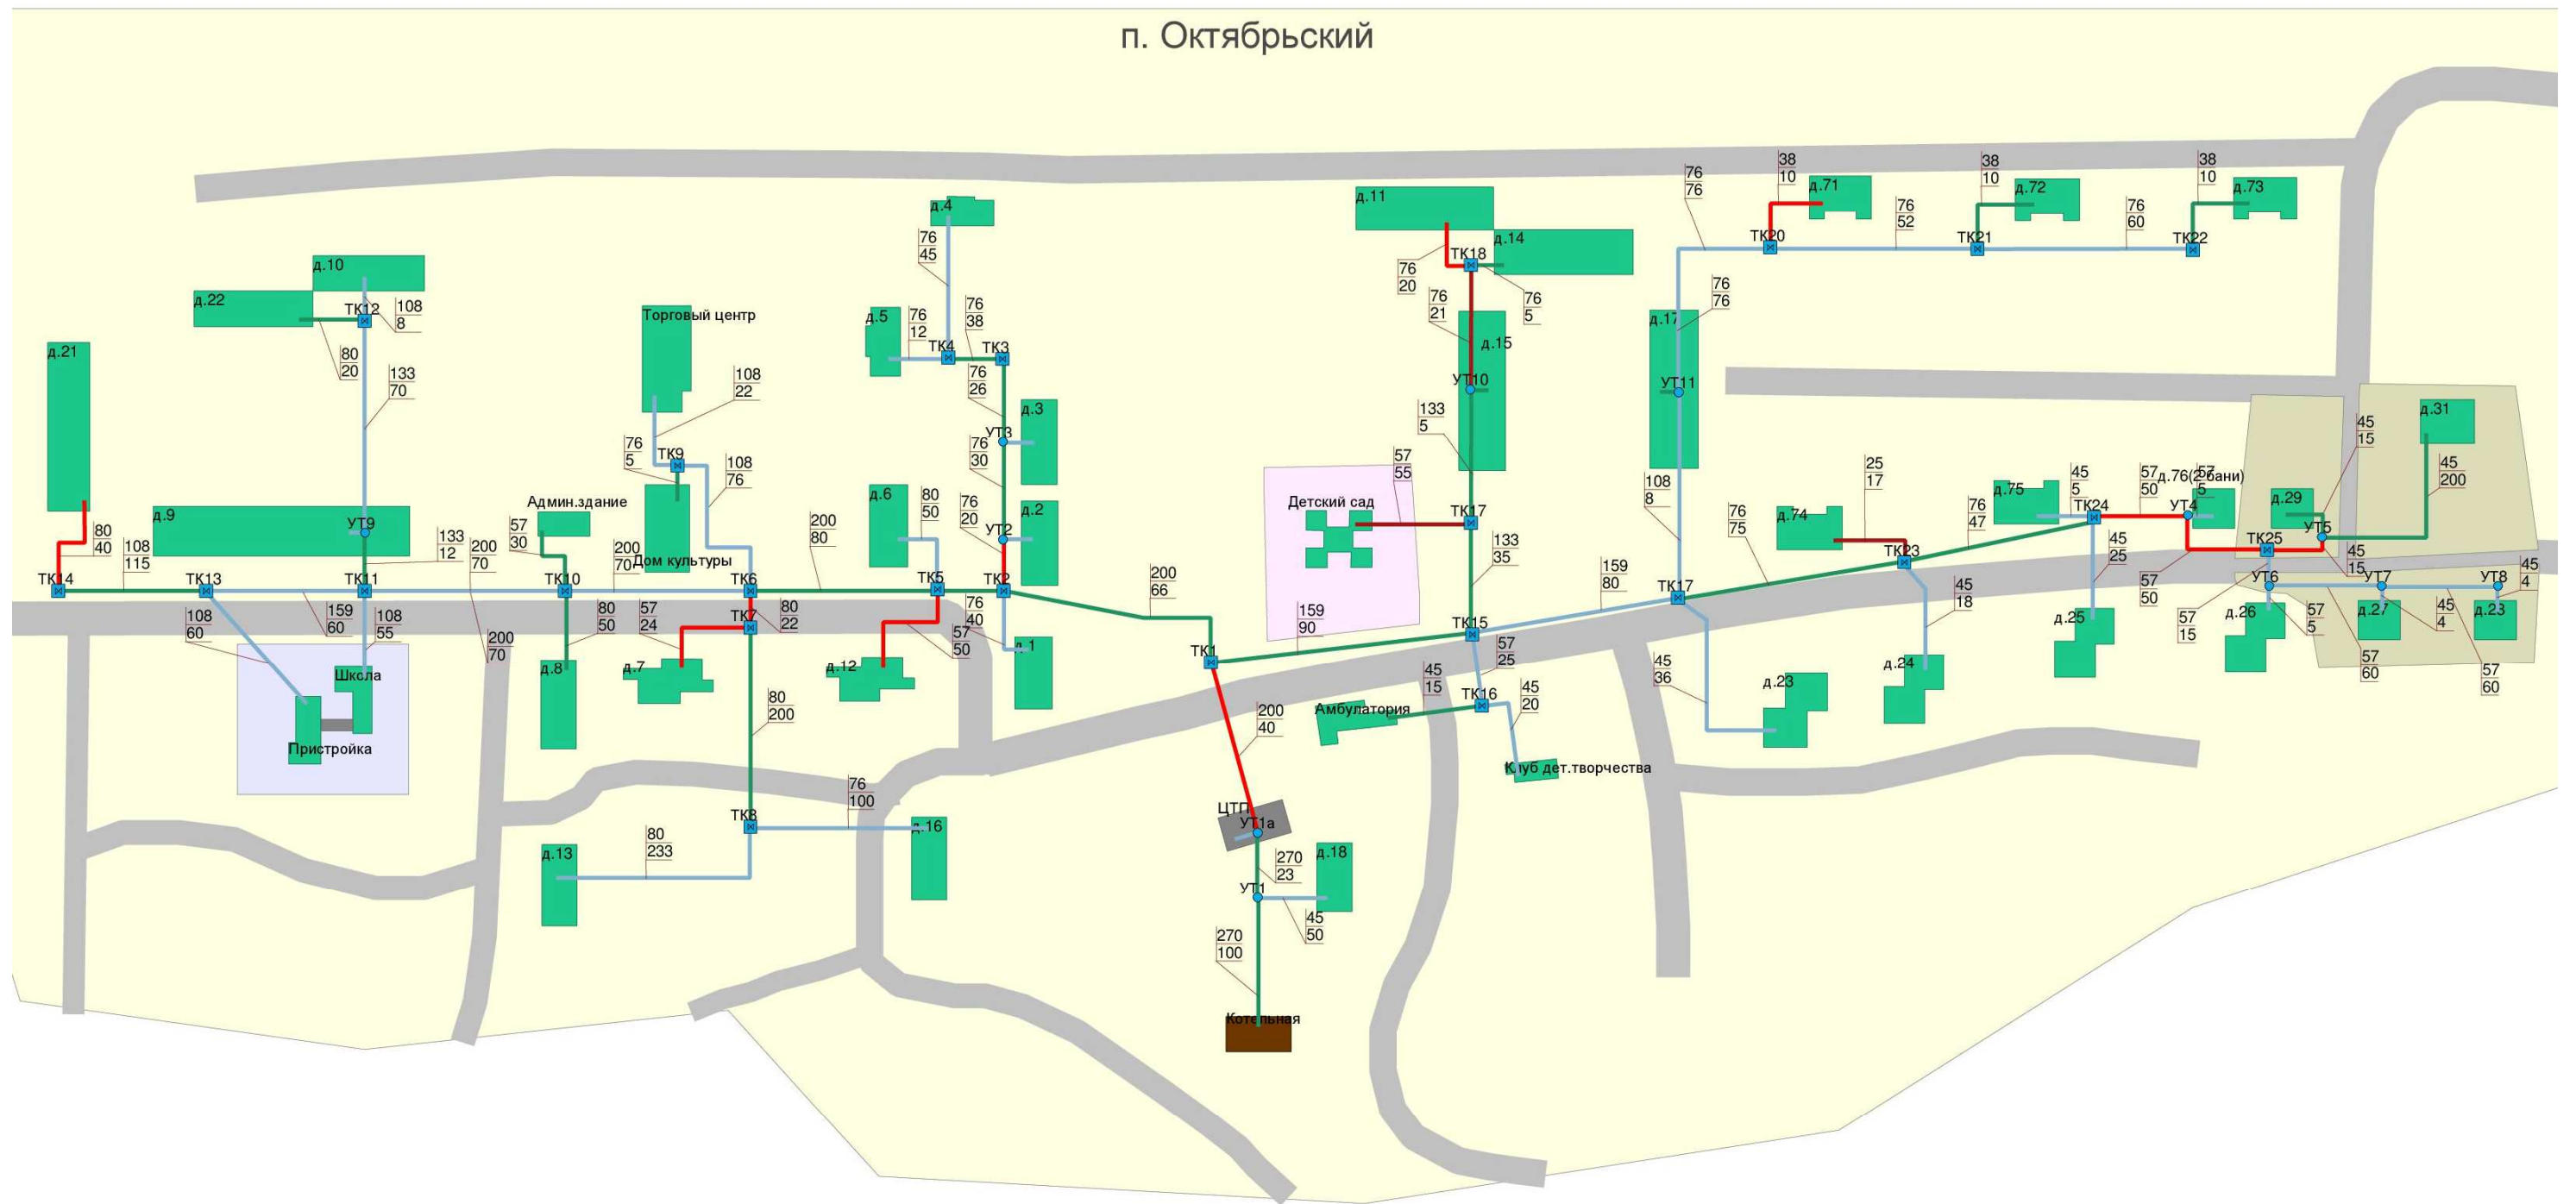 п. Октябрьский
38
10
38
10
38
10
76
76
д.71
д.72
д.73
д.11
76
52
76
60
д.4
ТК20
ТК21
ТК22
76
45
д.14
ТК18
д.10
76
20
76
5
76
76
д.22
ТК12
108
8
76
21
Торговый центр
д.5
76
12
76
38
д.17
ТК4
ТК3
д.15
д.21
80
20
133
70
108
22
76
26
УТ10
УТ11
д.3
133
5
д.31
45
15
76
5
ТК9
108
76
УТ3
76
30
57
55
25
17
45
5
57
50
д.76(2 бани)
57
5
45
200
Админ.здание
д.6
80
50
76
20
д.2
Детский сад
д.75
д.29
д.9
УТ9
УТ2
ТК17
д.74
ТК24
УТ4
УТ5
80
40
108
115
133
12
200
70
57
30
200
70
200
80
133
35
76
75
76
47
45
25
ТК25
45
15
Дом культуры
ТК23
ТК14
ТК13
ТК11
ТК10
ТК6
ТК5
ТК2
200
66
159
80
ТК17
57
50
УТ6
УТ7
УТ8
45
4
108
60
159
60
108
55
80
50
57
24
80
22
ТК7
76
40
57
50
159
90
ТК15
45
18
57
15
д.26
57
5
д.27
45
4
д.28
200
70
ТК1
57
25
д.25
д.1
Школа
д.8
д.7
д.12
45
15
45
36
д.23
д.24
57
60
57
60
ТК16
45
20
80
200
200
40
Амбулатория
Пристройка
Клуб дет.творчества
76
100
ТК8
ЦТП
УТ1а
д.16
80
233
д.13
270
23
д.18
УТ1
45
50
270
100
Котельная